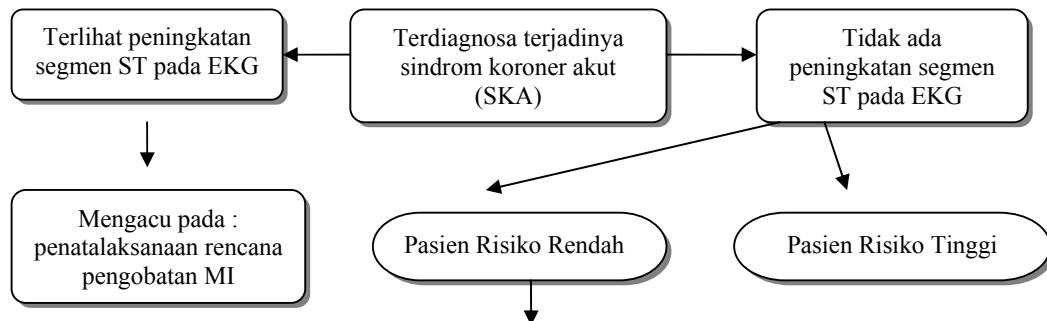 Terlihat peningkatan
segmen ST pada EKG
Terdiagnosa terjadinya
sindrom koroner akut
(SKA)
Tidak ada
peningkatan segmen
ST pada EKG
Mengacu pada :
penatalaksanaan rencana
pengobatan MI
Pasien Risiko Rendah
Pasien Risiko Tinggi